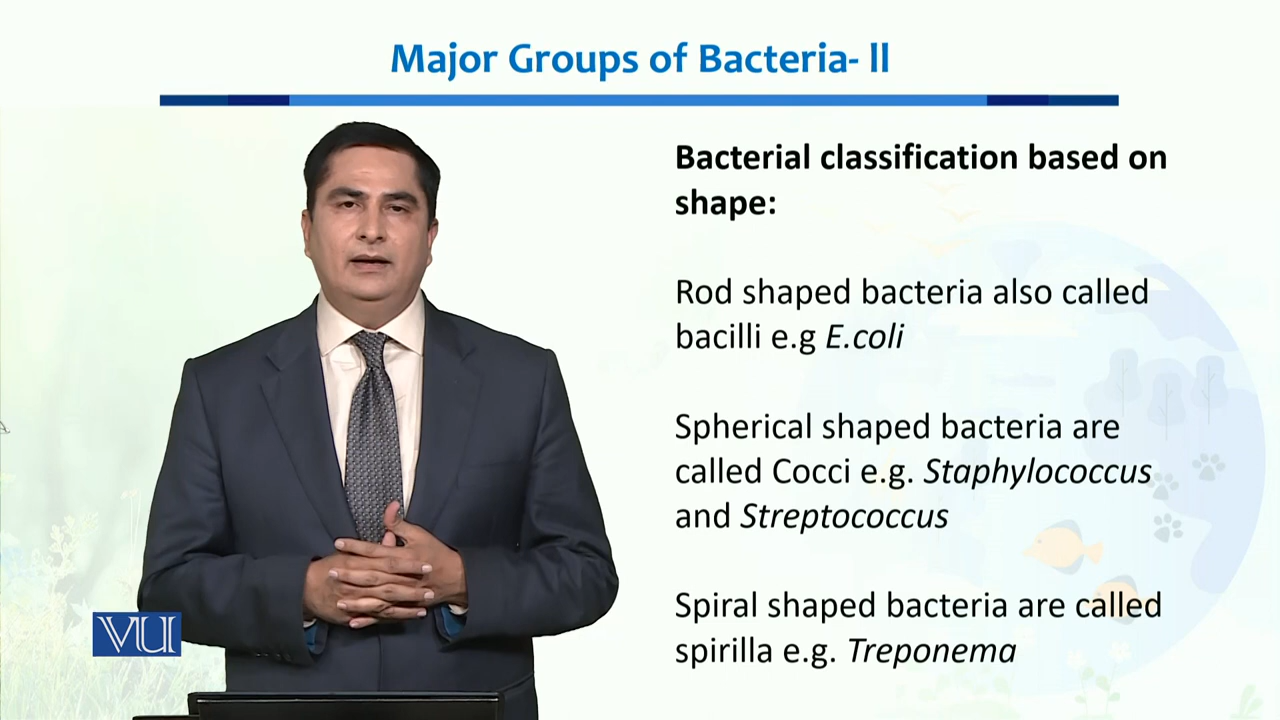 Major Groups of Bacteria- ll
Bacterial classification based on
shape:
Rod shaped bacteria also called
bacilli e.g E.coli
Spherical shaped bacteria are
called Cocci e.g. Staphylococcus
and Streptococcus
Spiral shaped bacteria are called
spirilla e.g. Treponema
VU